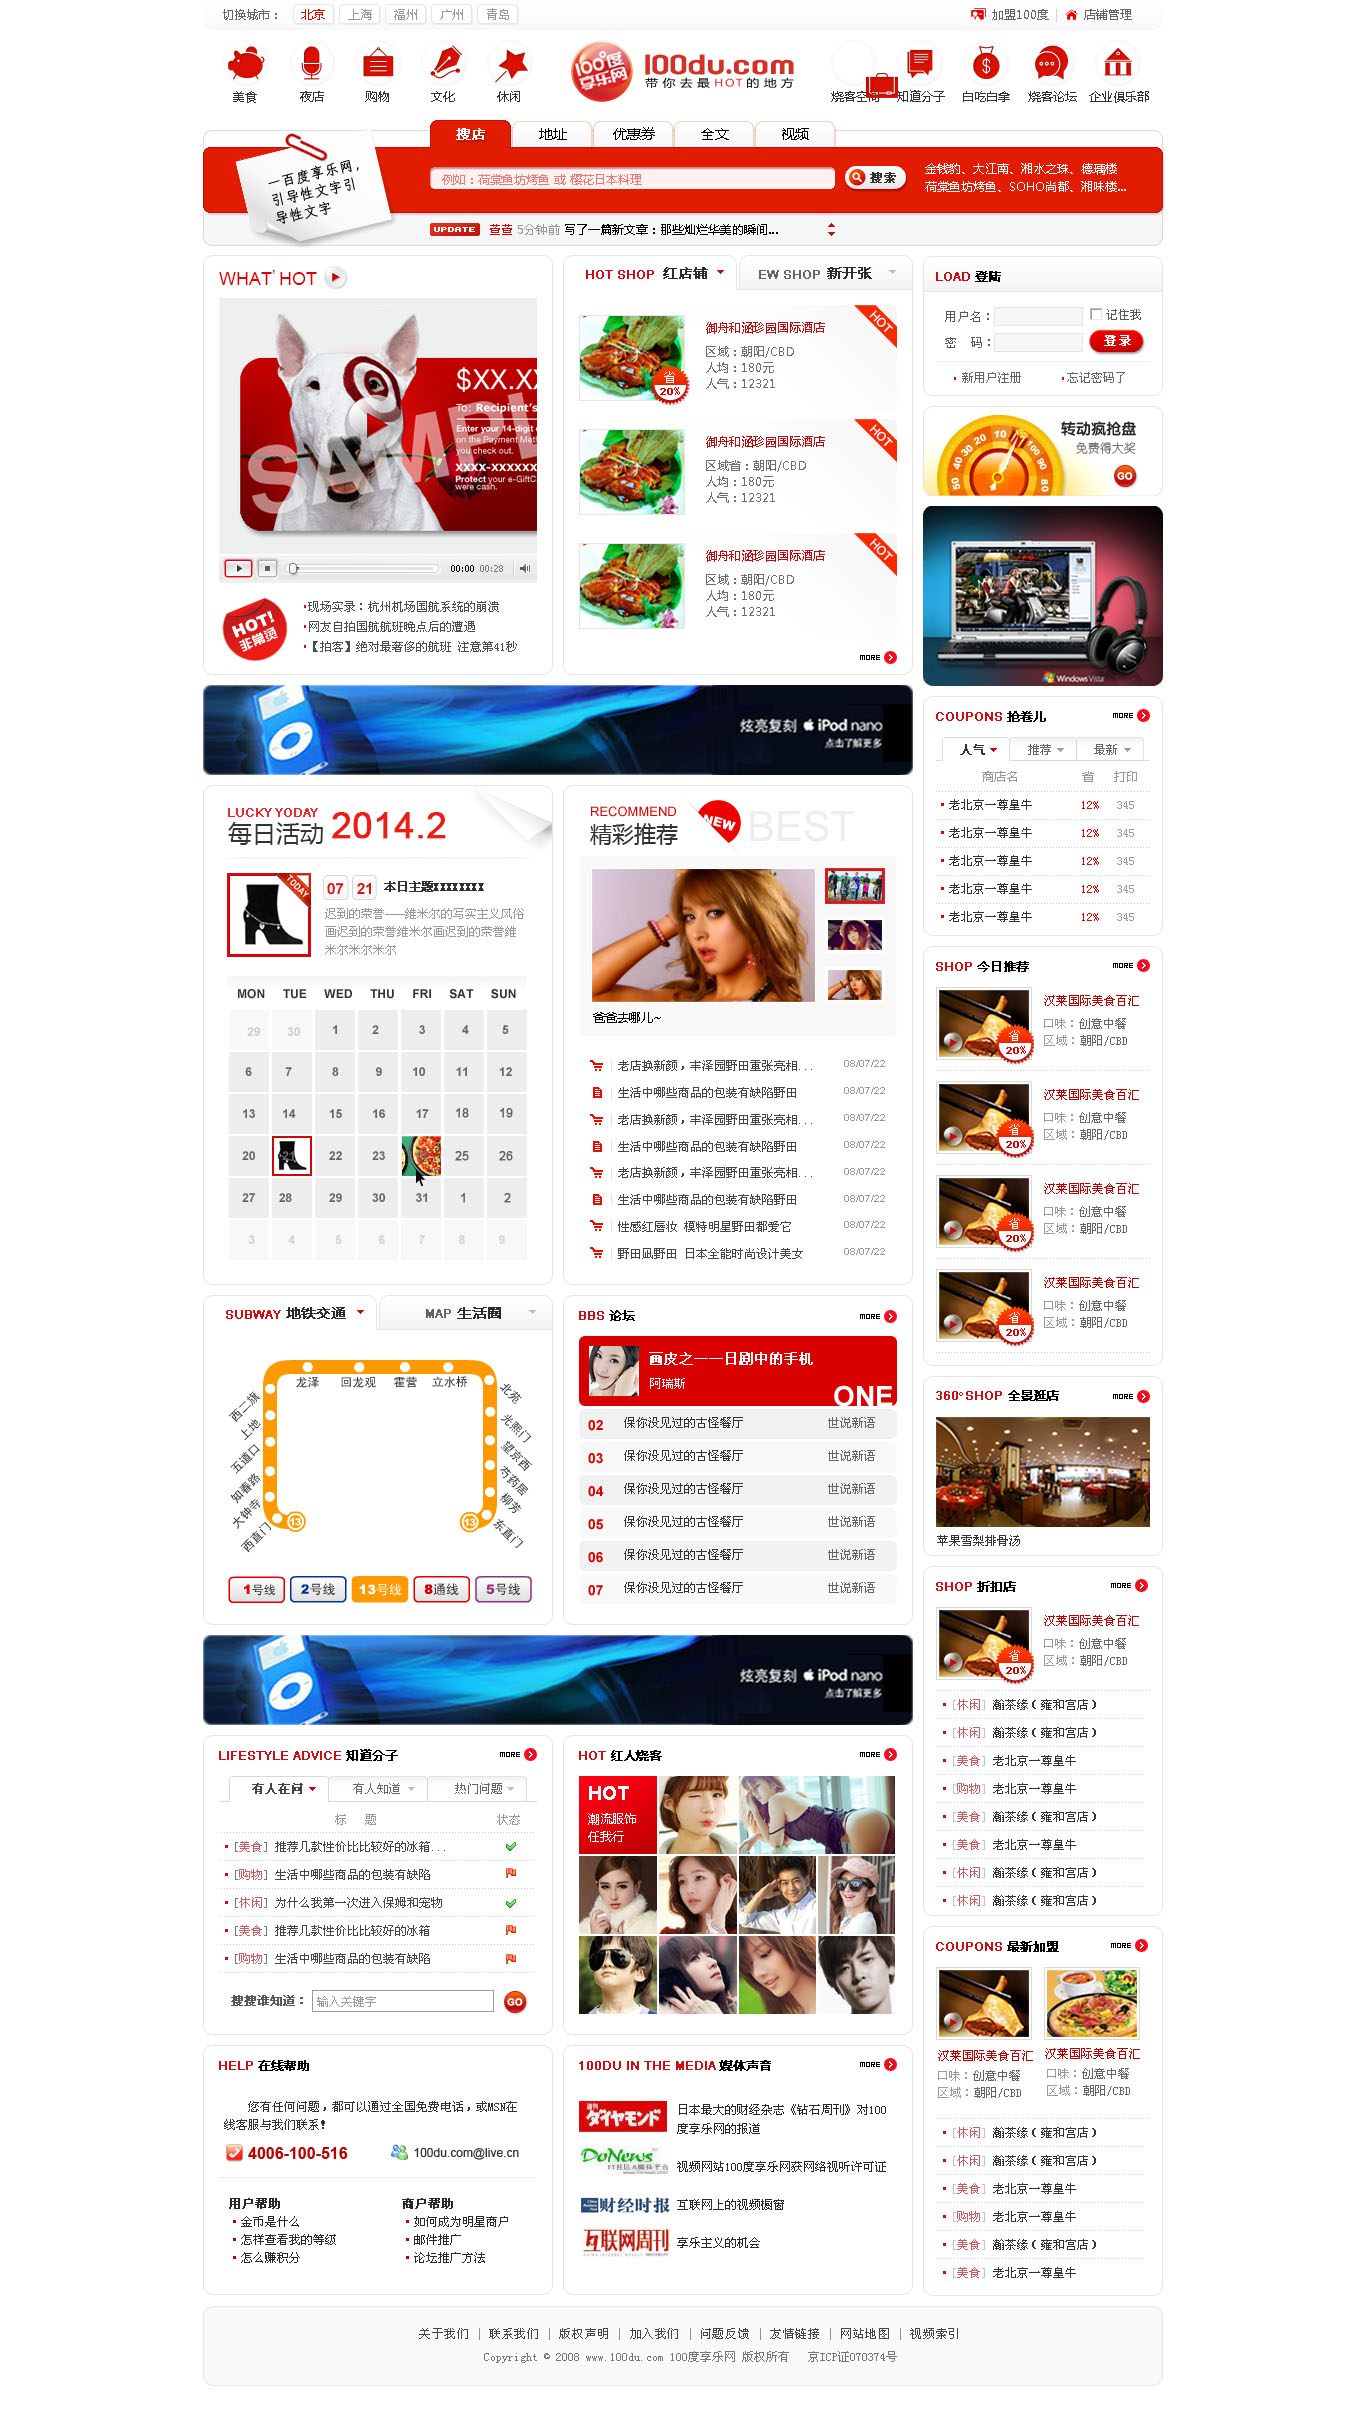 切换城市： 北京 上海 福州 广州 青岛
加盟100度 店铺管理
美食 夜店 购物 文化 休闲
100度享乐网
100du.com
带你去最HOT的地方
烧客空间 知道分子 白吃白拿 烧客论坛 企业俱乐部
搜店 地址 优惠券 全文 视频
一百度享乐网，
引导性文字引
导性文字
例如：荷棠鱼坊烤鱼 或 樱花日本料理
搜索
金钱豹、大江南、湘水之珠、德瑀楼
荷棠鱼坊烤鱼、SOHO尚都、湘味楼...
UPDATE 萱萱 5分钟前 写了一篇新文章：那些灿烂华美的瞬间...
WHAT' HOT
$XX.XX
To: Recipient's
Enter your 14-digit
on the Payment Met
you check out.
xxxx-xxxxxx
Protect your e-GiftC
were cash.
SAMPL
00:00 00:28
HOT!
非常烫
现场实录：杭州机场国航系统的崩溃
网友自拍国航航班晚点后的遭遇
【拍客】绝对最奢侈的航班 注意第41秒
HOT SHOP 红店铺
EW SHOP 新开张
御舟和涵珍园国际酒店
HOT
区域：朝阳/CBD
人均：180元
人气：12321
省
20%
御舟和涵珍园国际酒店
HOT
区域省：朝阳/CBD
人均：180元
人气：12321
御舟和涵珍园国际酒店
HOT
区域：朝阳/CBD
人均：180元
人气：12321
MORE
LOAD 登陆
用户名： 记住我
密 码： 登录
新用户注册 忘记密码了
转动疯抢盘
免费得大奖
GO
10 20 30 40 50
10 100 90 80
Windows Vista
炫亮复刻 iPod nano
点击了解更多
COUPONS 抢卷儿 MORE
人气 推荐 最新
商店名 省 打印
老北京一尊皇牛 12% 345
老北京一尊皇牛 12% 345
老北京一尊皇牛 12% 345
老北京一尊皇牛 12% 345
老北京一尊皇牛 12% 345
LUCKY YODAY
每日活动 2014.2
TODAY
07 21 本日主题xxxxxxxx
迟到的荣誉——维米尔的写实主义风俗
画迟到的荣誉维米尔画迟到的荣誉维
米尔米尔米尔
MON TUE WED THU FRI SAT SUN
29 30 1 2 3 4 5
6 7 8 9 10 11 12
13 14 15 16 17 18 19
20 21 22 23 25 26
27 28 29 30 31 1 2
3 4 5 6 7 8 9
RECOMMEND
精彩推荐
NEW
BEST
爸爸去哪儿~
老店换新颜，丰泽园野田重张亮相... 08/07/22
生活中哪些商品的包装有缺陷野田 08/07/22
老店换新颜，丰泽园野田重张亮相... 08/07/22
生活中哪些商品的包装有缺陷野田 08/07/22
老店换新颜，丰泽园野田重张亮相... 08/07/22
生活中哪些商品的包装有缺陷野田 08/07/22
性感红唇妆 模特明星野田都爱它 08/07/22
野田凪野田 日本全能时尚设计美女 08/07/22
SHOP 今日推荐 MORE
汉莱国际美食百汇
口味：创意中餐
区域：朝阳/CBD
省
20%
汉莱国际美食百汇
口味：创意中餐
区域：朝阳/CBD
省
20%
汉莱国际美食百汇
口味：创意中餐
区域：朝阳/CBD
省
20%
汉莱国际美食百汇
口味：创意中餐
区域：朝阳/CBD
省
20%
SUBWAY 地铁交通
MAP 生活圈
龙泽 回龙观 霍营 立水桥
西二旗
上地
五道口
知春路
大钟寺
西直门
北苑
光熙门
望京西
芍药居
柳芳
东直门
13 13
1号线 2号线 13号线 8通线 5号线
BBS 论坛 MORE
画皮之一一日剧中的手机
阿瑞斯
ONE
02 保你没见过的古怪餐厅 世说新语
03 保你没见过的古怪餐厅 世说新语
04 保你没见过的古怪餐厅 世说新语
05 保你没见过的古怪餐厅 世说新语
06 保你没见过的古怪餐厅 世说新语
07 保你没见过的古怪餐厅 世说新语
360°SHOP 全景逛店 MORE
苹果雪梨排骨汤
SHOP 折扣店 MORE
汉莱国际美食百汇
口味：创意中餐
区域：朝阳/CBD
省
20%
[休闲] 瀚茶缘（雍和宫店）
[休闲] 瀚茶缘（雍和宫店）
[美食] 老北京一尊皇牛
[购物] 老北京一尊皇牛
[美食] 瀚茶缘（雍和宫店）
[美食] 老北京一尊皇牛
[休闲] 瀚茶缘（雍和宫店）
[休闲] 瀚茶缘（雍和宫店）
炫亮复刻 iPod nano
点击了解更多
LIFESTYLE ADVICE 知道分子 MORE
有人在问 有人知道 热门问题
标 题 状态
[美食] 推荐几款性价比比较好的冰箱...
[购物] 生活中哪些商品的包装有缺陷
[休闲] 为什么我第一次进入保姆和宠物
[美食] 推荐几款性价比比较好的冰箱
[购物] 生活中哪些商品的包装有缺陷
搜搜谁知道： 输入关键字 GO
HOT 红人烧客 MORE
HOT
潮流服饰
任我行
COUPONS 最新加盟 MORE
汉莱国际美食百汇 汉莱国际美食百汇
口味：创意中餐 口味：创意中餐
区域：朝阳/CBD 区域：朝阳/CBD
[休闲] 瀚茶缘（雍和宫店）
[休闲] 瀚茶缘（雍和宫店）
[美食] 老北京一尊皇牛
[购物] 老北京一尊皇牛
[美食] 瀚茶缘（雍和宫店）
[美食] 老北京一尊皇牛
HELP 在线帮助
您有任何问题，都可以通过全国免费电话，或MSN在
线客服与我们联系！
4006-100-516 100du.com@live.cn
用户帮助 商户帮助
金币是什么 如何成为明星商户
怎样查看我的等级 邮件推广
怎么赚积分 论坛推广方法
100DU IN THE MEDIA 媒体声音 MORE
週刊
ダイヤモンド
日本最大的财经杂志《钻石周刊》对100
度享乐网的报道
DoNews
视频网站100度享乐网获网络视听许可证
财经时报 互联网上的视频橱窗
互联网周刊 享乐主义的机会
关于我们 | 联系我们 | 版权声明 | 加入我们 | 问题反馈 | 友情链接 | 网站地图 | 视频索引
Copyright © 2008 www.100du.com 100度享乐网 版权所有 京ICP证070374号